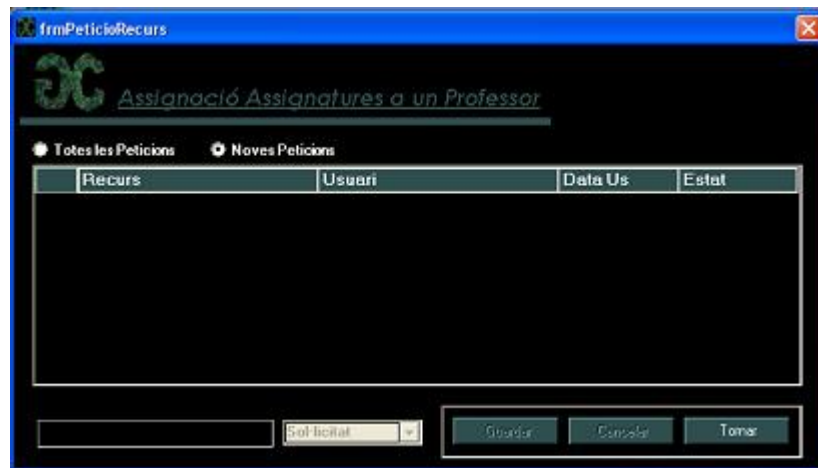 frmPeticioRecurs
Assignació Assignatures a un Professor
Totes les Peticions Noves Peticions
Recurs Usuari Data Us Estat
Sol·licitat Guardar Cancelar Tornar